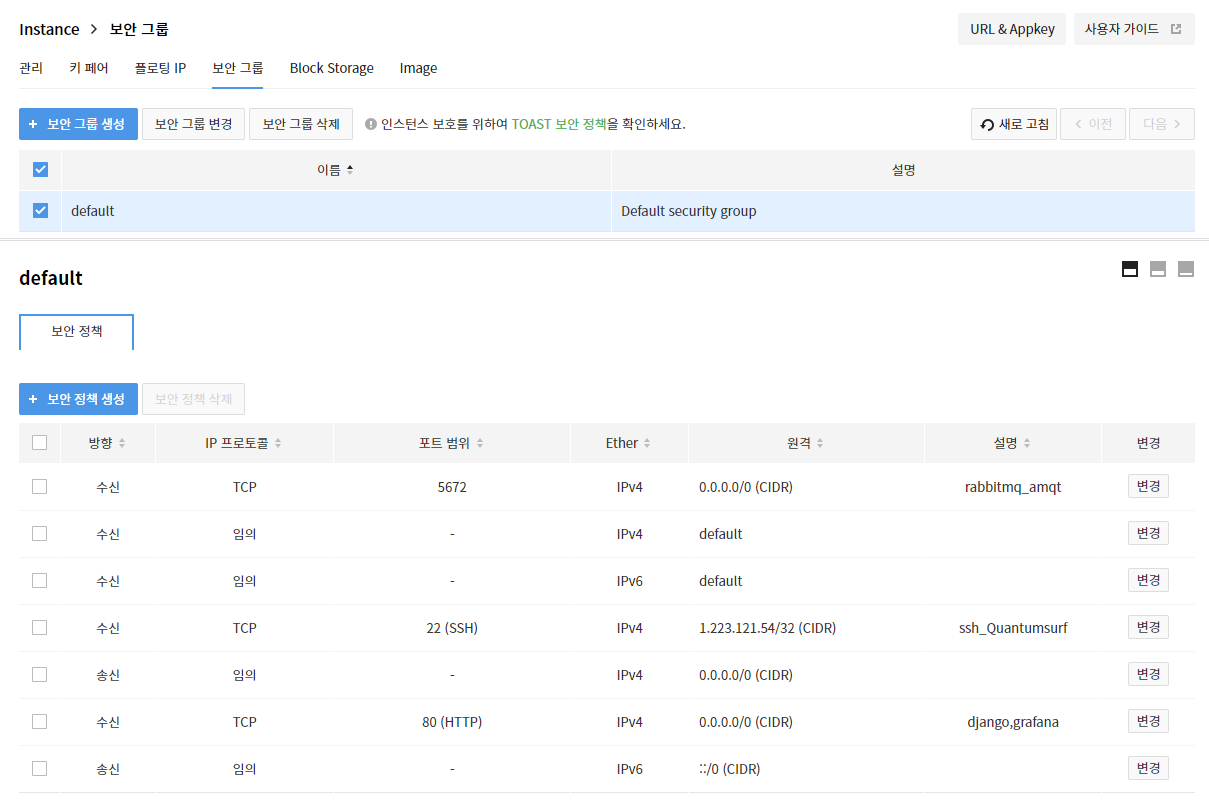 Instance > 보안 그룹 URL & Appkey 사용자 가이드
관리 키 페어 플로팅 IP 보안 그룹 Block Storage Image
+ 보안 그룹 생성 보안 그룹 변경 보안 그룹 삭제 인스턴스 보호를 위하여 TOAST 보안 정책을 확인하세요. 새로 고침 < 이전 다음 >
이름 설명
default Default security group
default
보안 정책
+ 보안 정책 생성 보안 정책 삭제
방향 IP 프로토콜 포트 범위 Ether 원격 설명 변경
수신 TCP 5672 IPv4 0.0.0.0/0 (CIDR) rabbitmq_amqt 변경
수신 임의 - IPv4 default 변경
수신 임의 - IPv6 default 변경
수신 TCP 22 (SSH) IPv4 1.223.121.54/32 (CIDR) ssh_Quantumsurf 변경
송신 임의 - IPv4 0.0.0.0/0 (CIDR) 변경
수신 TCP 80 (HTTP) IPv4 0.0.0.0/0 (CIDR) django,grafana 변경
송신 임의 - IPv6 ::/0 (CIDR) 변경